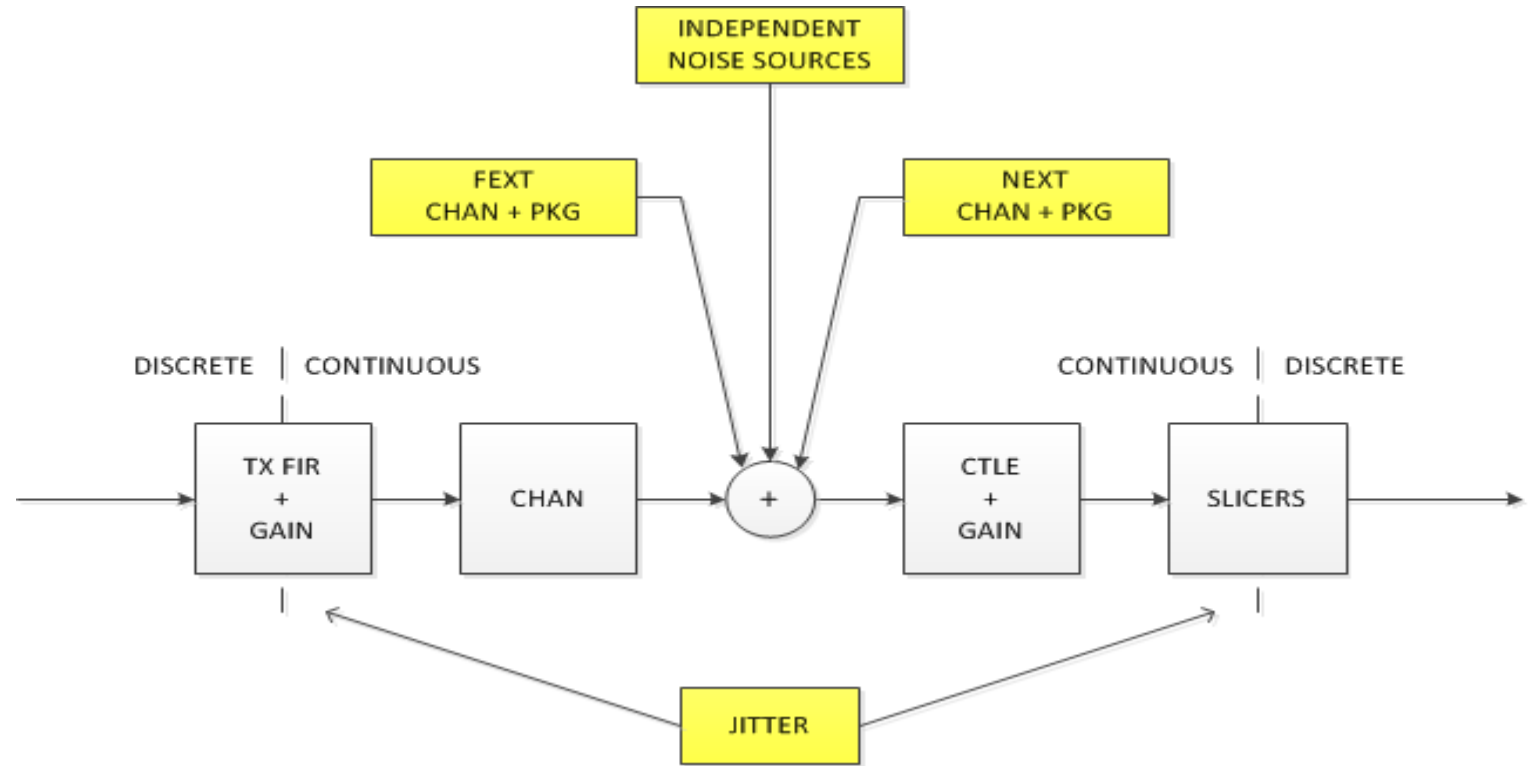 INDEPENDENT
NOISE SOURCES
FEXT
CHAN + PKG
NEXT
CHAN + PKG
DISCRETE
CONTINUOUS
CONTINUOUS
DISCRETE
TX FIR
+
GAIN
CHAN
+
CTLE
+
GAIN
SLICERS
JITTER